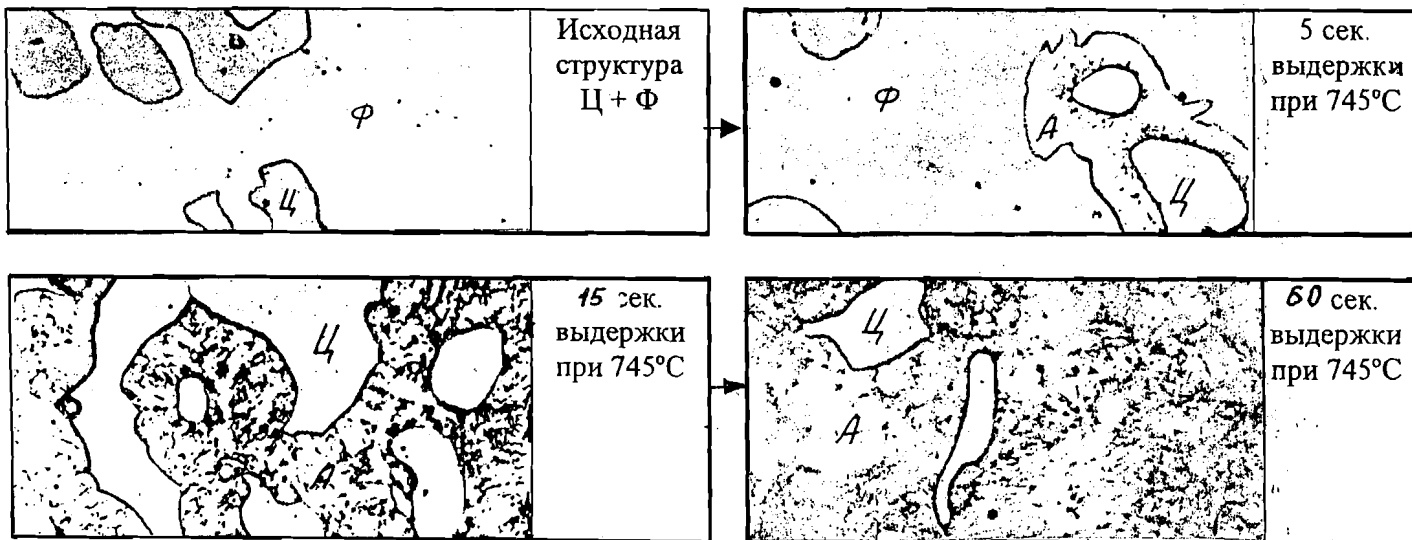 Исходная
структура
Ц + Ф
Ф
Ц
5 сек.
выдержки
при 745°С
Ф
А
Ц
15 сек.
выдержки
при 745°С
Ц
А
60 сек.
выдержки
при 745°С
Ц
А